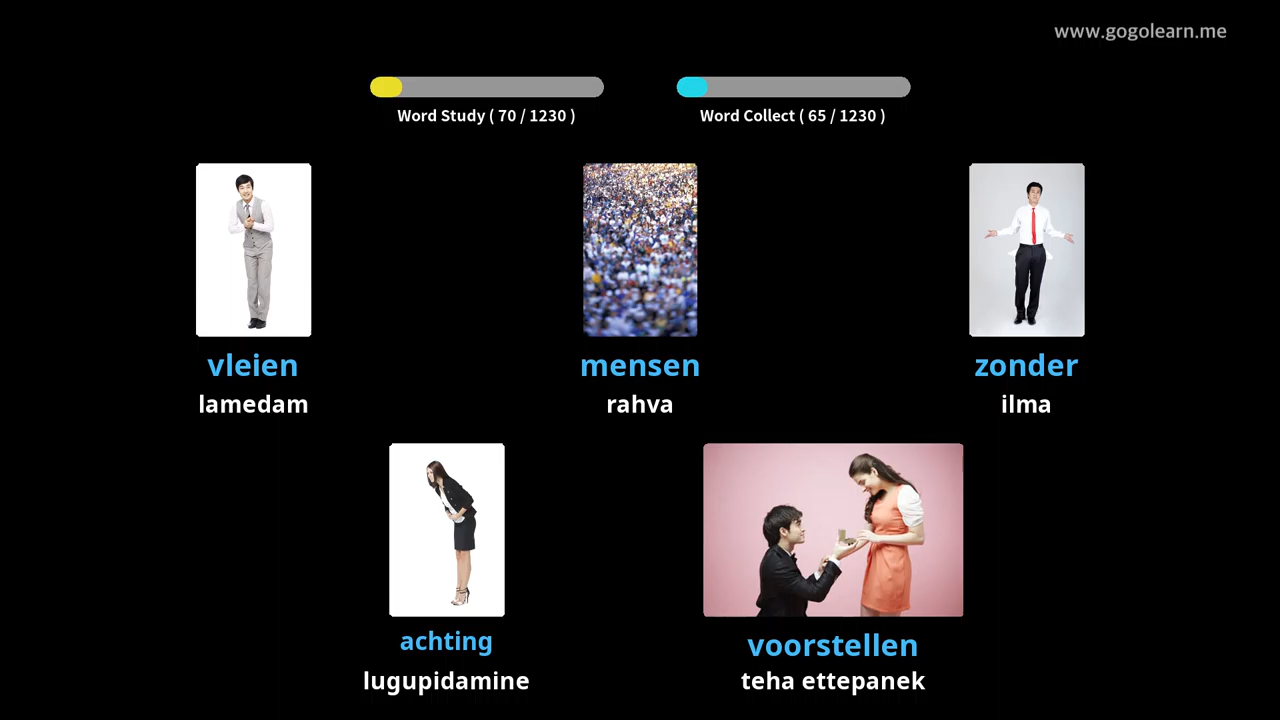 www.gogolearn.me
Word Study ( 70 / 1230 )
Word Collect ( 65 / 1230 )
vleien
lamedam
mensen
rahva
zonder
ilma
achting
lugupidamine
voorstellen
teha ettepanek